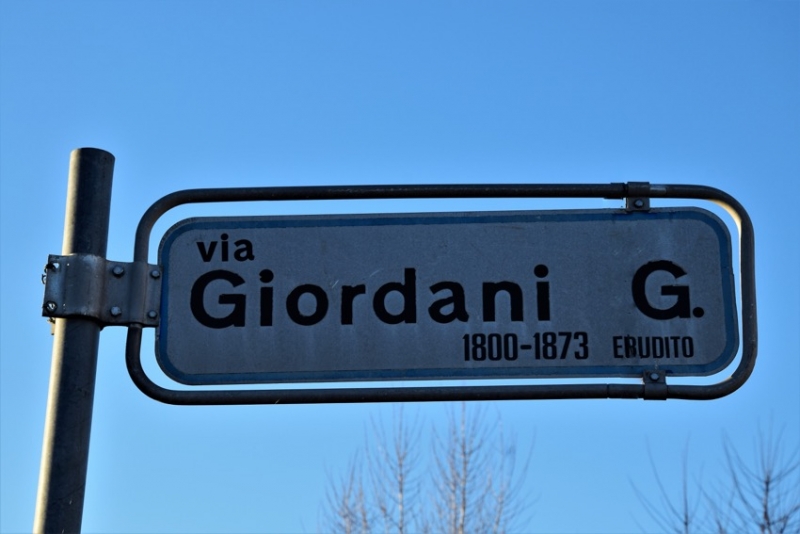 via
Giordani G.
1800-1873 ERUDITO